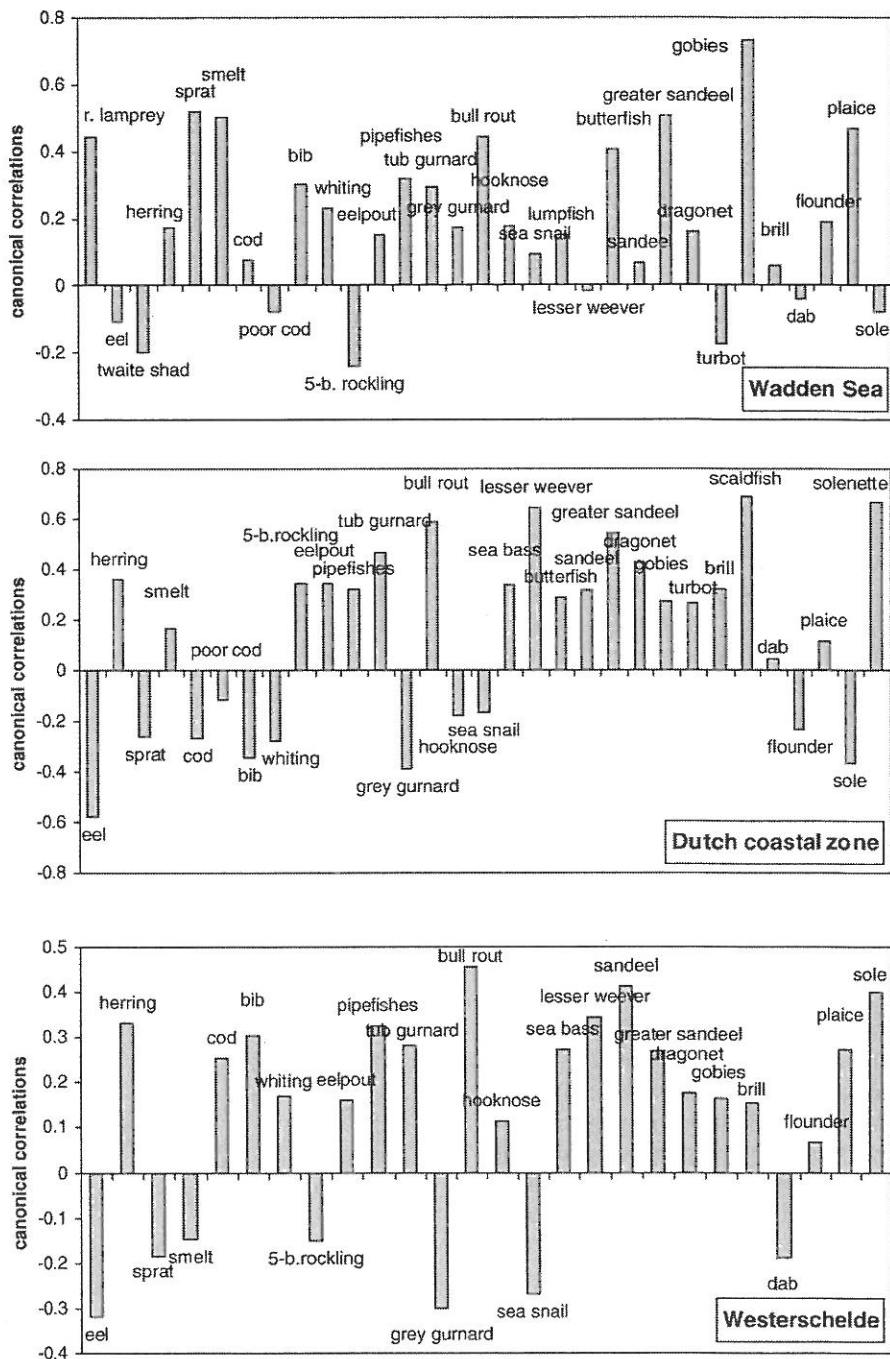 0.8
0.6
0.4
0.2
0
-0.2
-0.4
canonical correlations
r. lamprey
eel
twaite shad
herring
sprat
smelt
cod
poor cod
bib
whiting
5-b. rockling
eelpout
pipefishes
tub gurnard
grey gurnard
bull rout
hooknose
sea snail
lumpfish
lesser weever
butterfish
sandeel
greater sandeel
dragonet
turbot
gobies
brill
dab
flounder
plaice
sole
Wadden Sea
0.8
0.6
0.4
0.2
0
-0.2
-0.4
-0.6
-0.8
canonical correlations
eel
herring
sprat
smelt
cod
poor cod
bib
whiting
5-b.rockling
eelpout
pipefishes
tub gurnard
grey gurnard
bull rout
hooknose
sea snail
sea bass
lesser weever
butterfish
sandeel
greater sandeel
dragonet
gobies
turbot
brill
scaldfish
dab
flounder
plaice
sole
solenette
Dutch coastal zone
0.5
0.4
0.3
0.2
0.1
0
-0.1
-0.2
-0.3
-0.4
canonical correlations
eel
herring
sprat
smelt
cod
bib
whiting
5-b.rockling
eelpout
pipefishes
tub gurnard
grey gurnard
bull rout
hooknose
sea snail
sea bass
lesser weever
sandeel
greater sandeel
dragonet
gobies
brill
dab
flounder
plaice
sole
Westerschelde